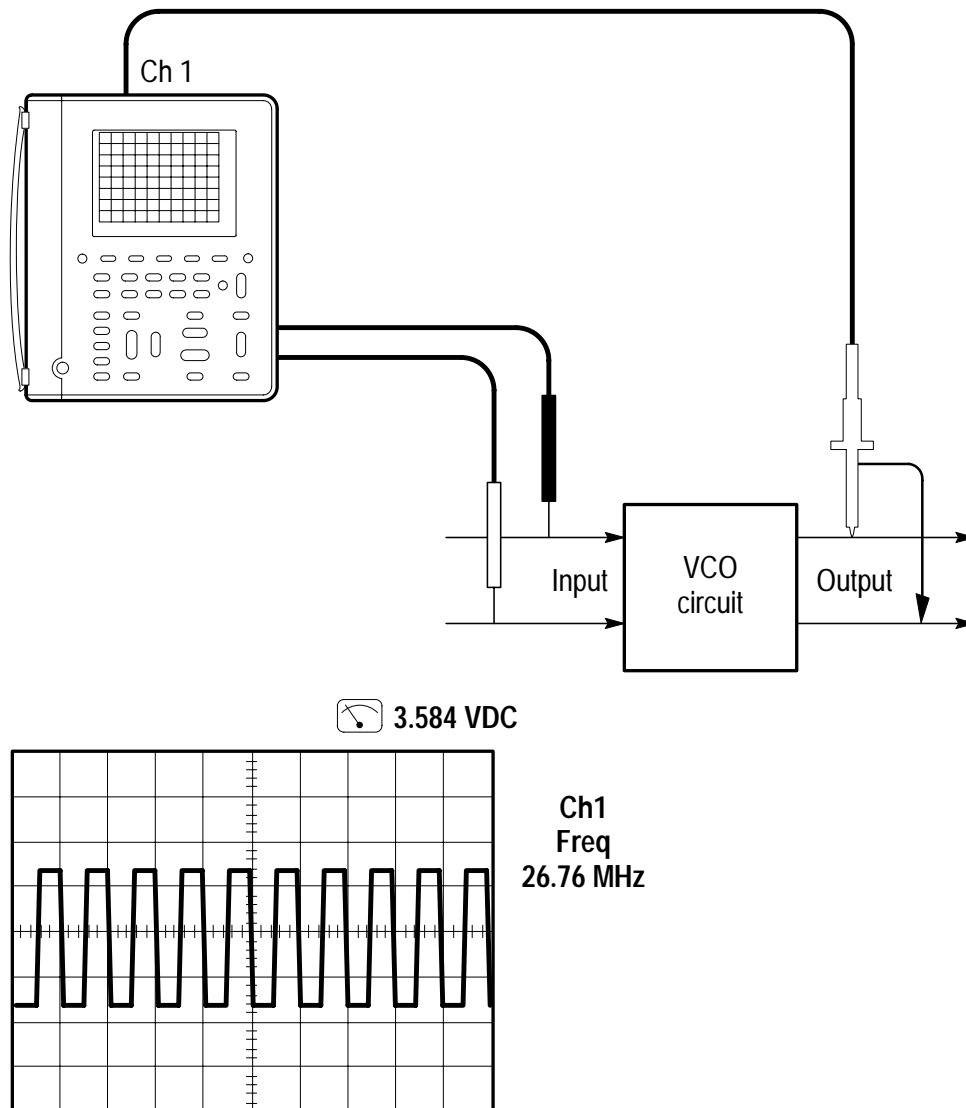 Ch 1
Input
VCO
circuit
Output
3.584 VDC
Ch1
Freq
26.76 MHz